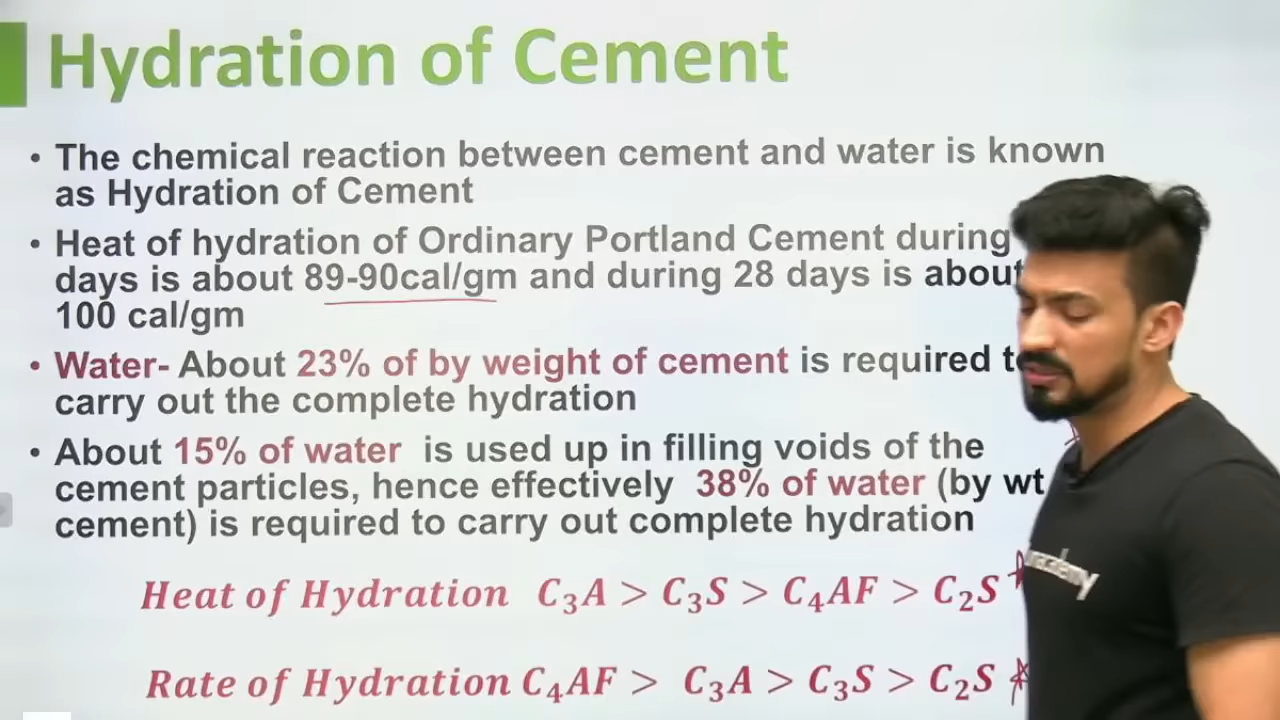 Hydration of Cement
• The chemical reaction between cement and water is known
as Hydration of Cement
• Heat of hydration of Ordinary Portland Cement during
days is about 89-90cal/gm and during 28 days is about
100 cal/gm
• Water- About 23% of by weight of cement is required to
carry out the complete hydration
• About 15% of water is used up in filling voids of the
cement particles, hence effectively 38% of water (by wt
cement) is required to carry out complete hydration
Heat of Hydration C₃A > C₃S > C₄AF > C₂S
Rate of Hydration C₄AF > C₃A > C₃S > C₂S